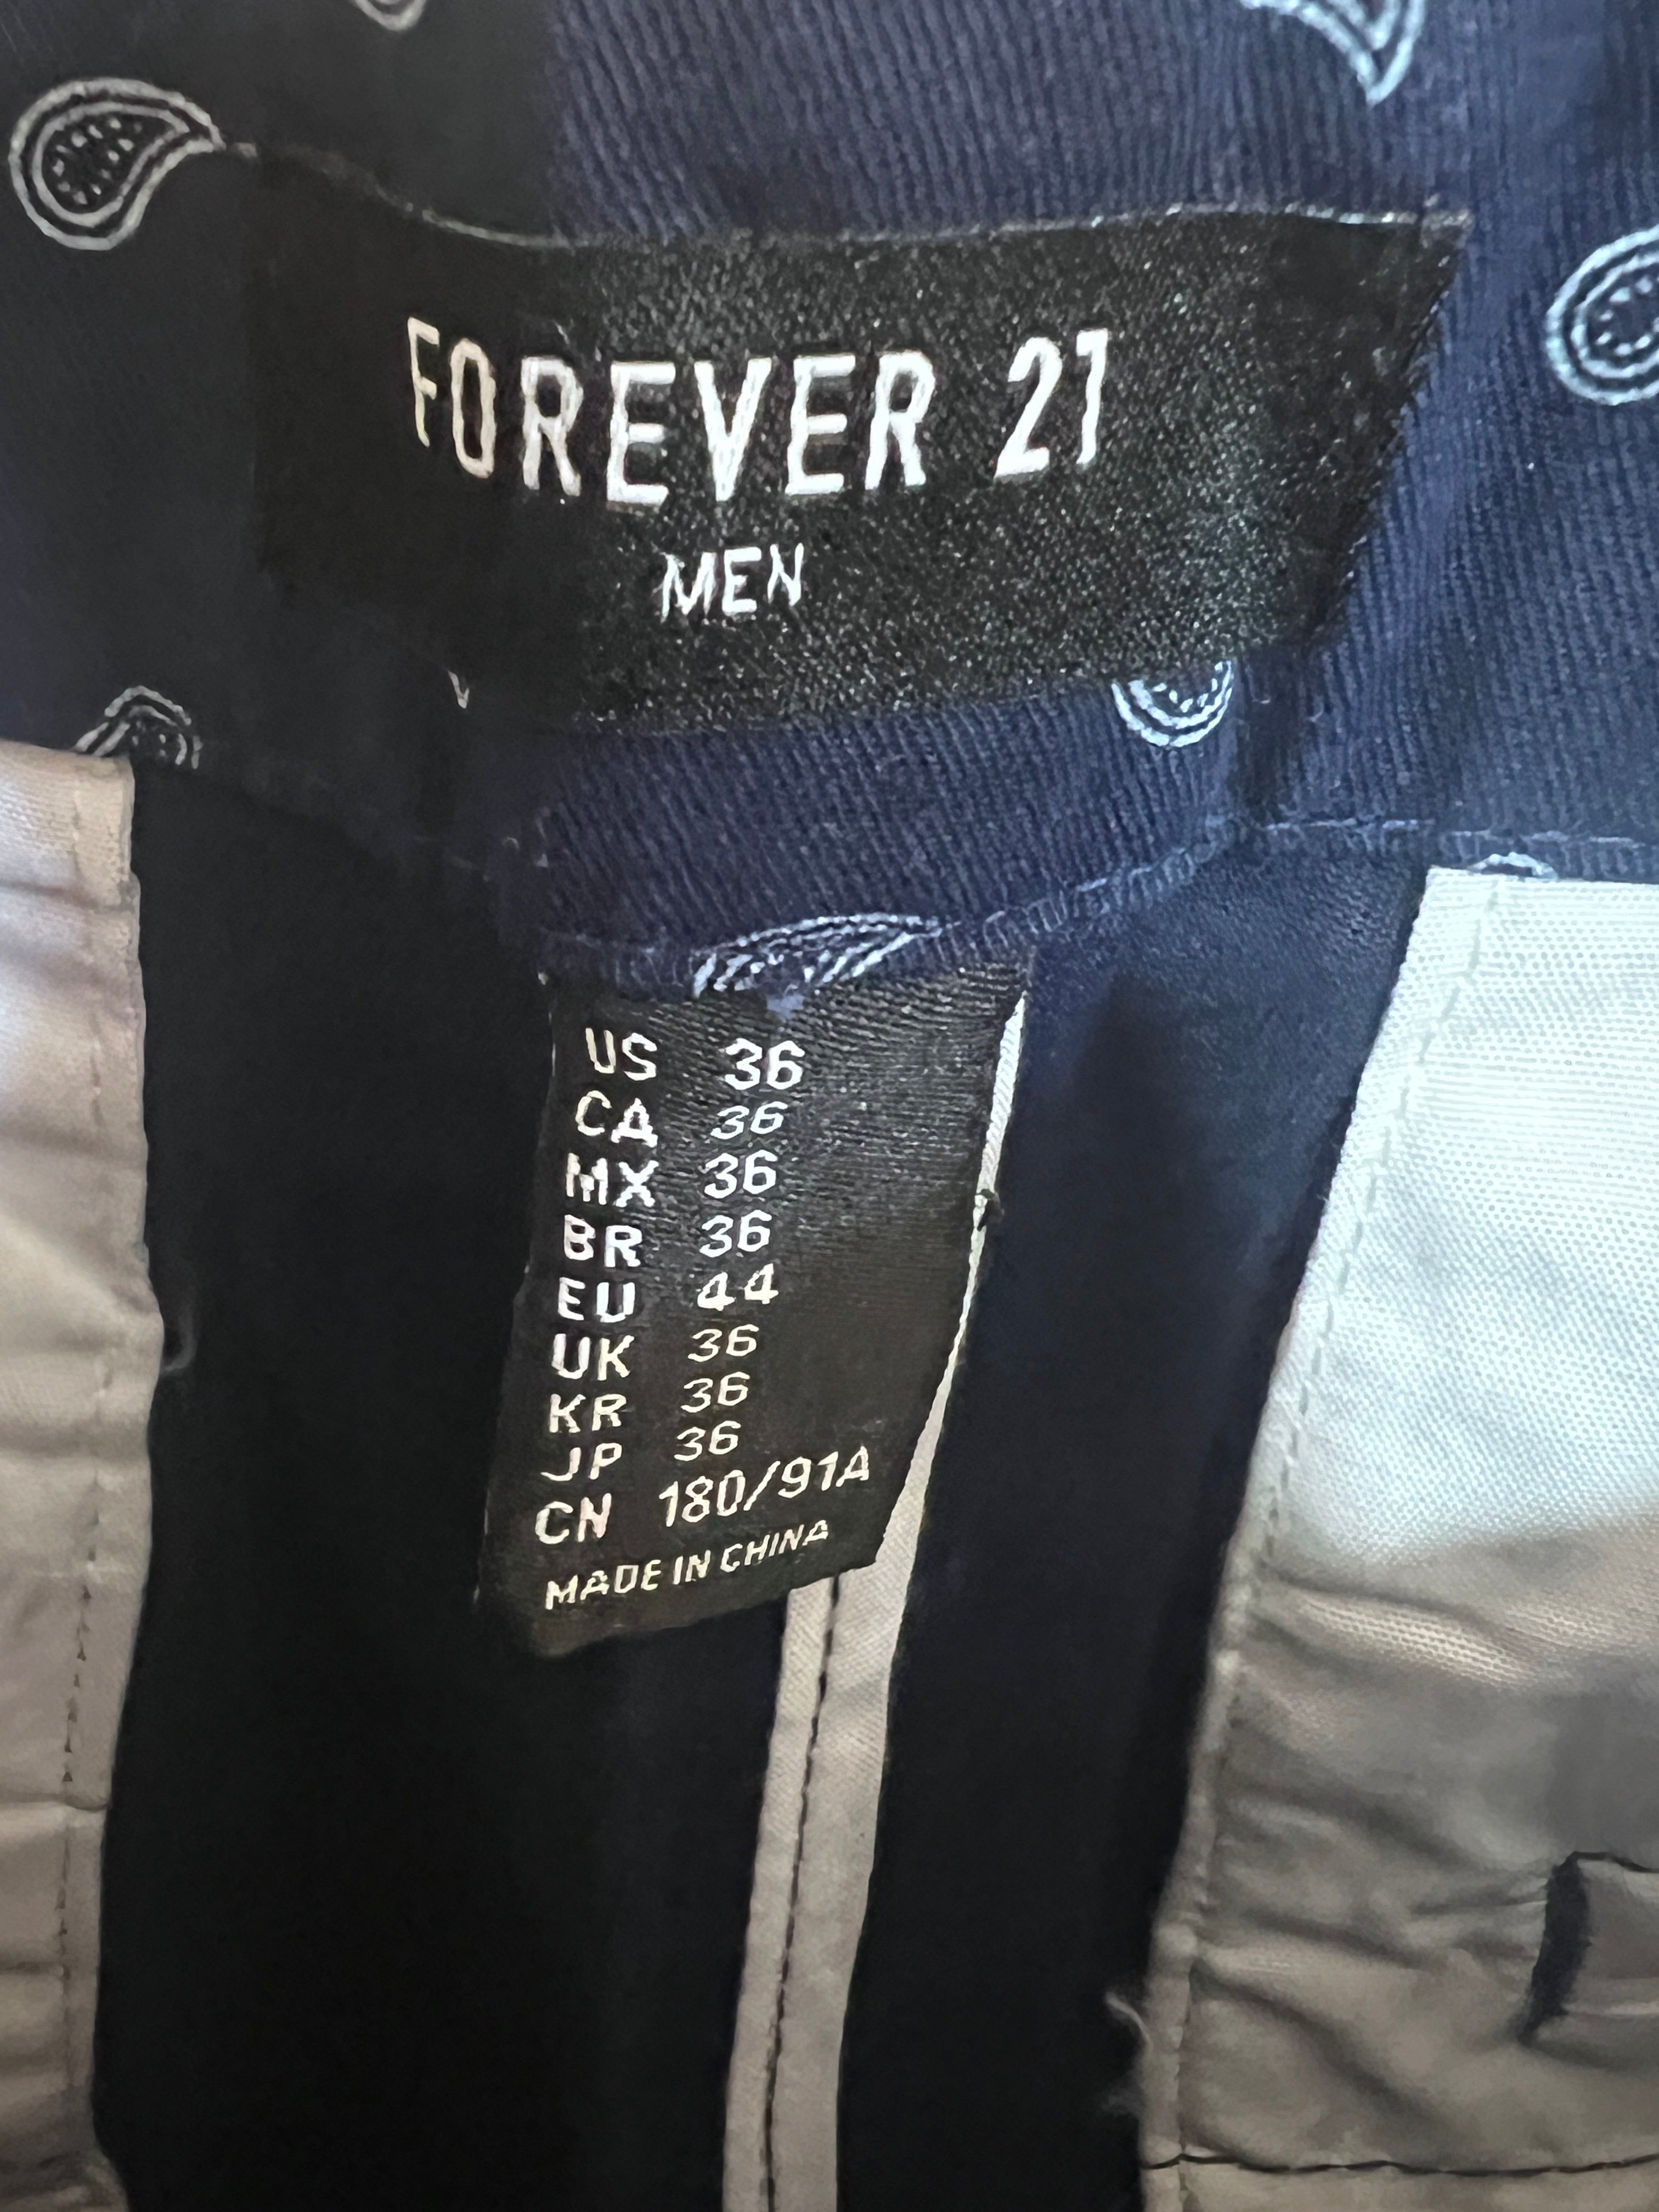 FOREVER 21
MEN
US 36
CA 36
MX 36
BR 36
EU 44
UK 36
KR 36
JP 36
CN 180/91A
MADE IN CHINA